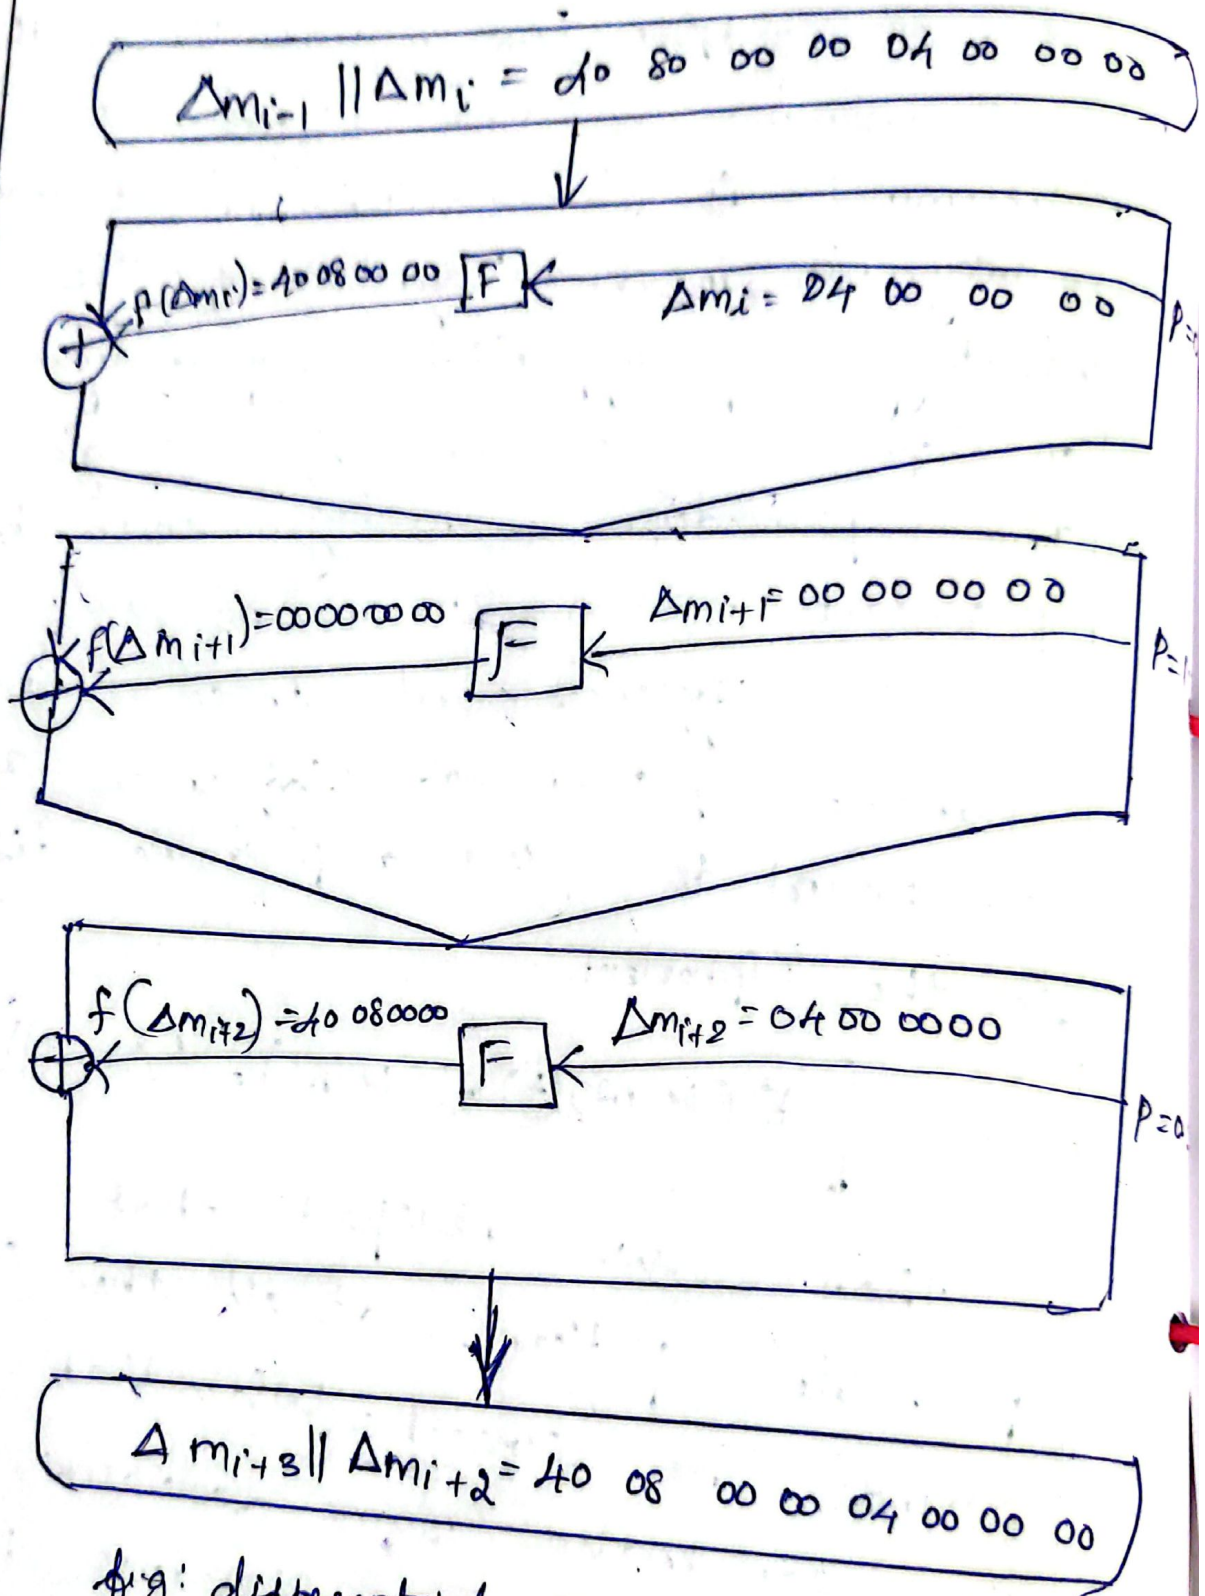 Δmi-1 || Δmi = 40 80 00 00 04 00 00 00
f(Δmi) = 40 08 00 00
F
Δmi = 04 00 00 00
+
f(Δmi+1) = 00 00 00 00
F
Δmi+1 = 00 00 00 00
P=1
+
f(Δmi+2) = 40 08 00 00
F
Δmi+2 = 04 00 00 00
P=0
+
Δmi+3 || Δmi+2 = 40 08 00 00 04 00 00 00
fig: